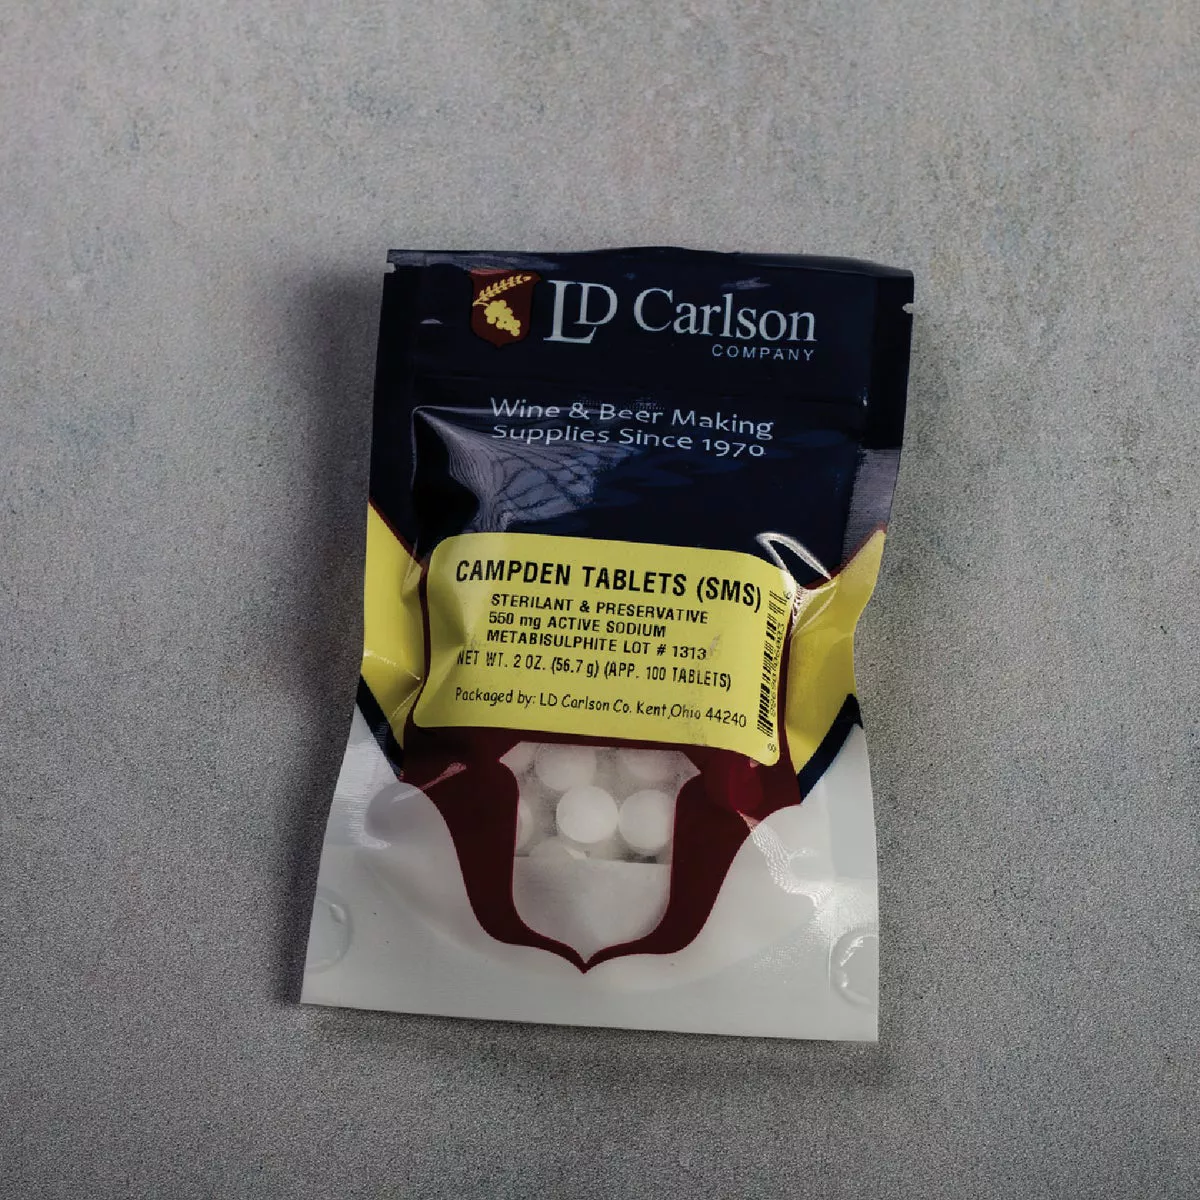 LD Carlson
COMPANY
Wine & Beer Making
Supplies Since 1970
CAMPDEN TABLETS (SMS)
STERILANT & PRESERVATIVE
550 mg ACTIVE SODIUM
METABISULPHITE LOT # 1313
NET WT. 2 OZ. (56.7 g) (APP. 100 TABLETS)
Packaged by: LD Carlson Co. Kent, Ohio 44240